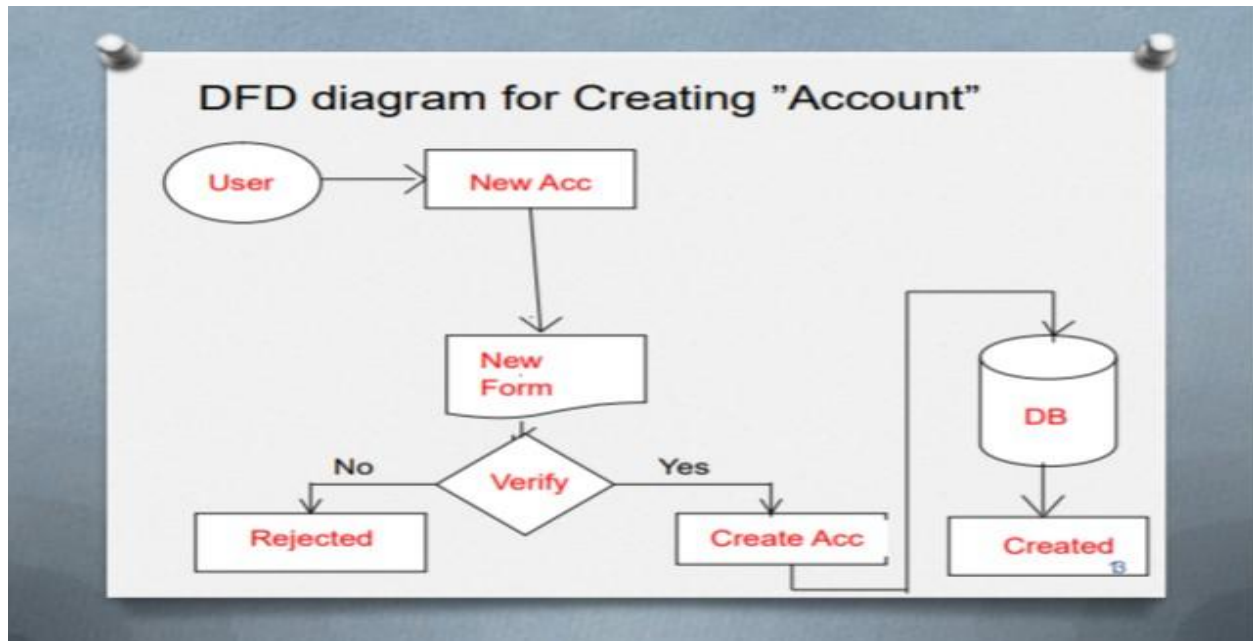 DFD diagram for Creating ”Account”
User
New Acc
New
Form
No
Verify
Yes
Rejected
Create Acc
DB
Created
13